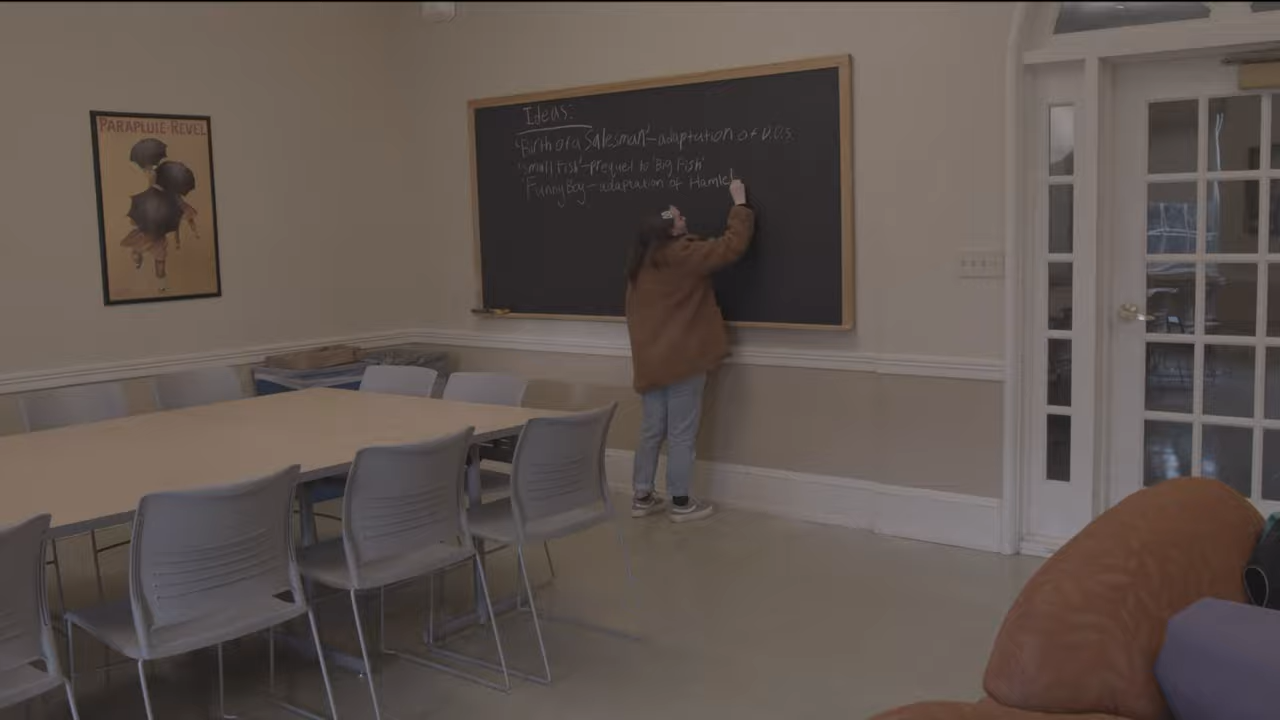 PARAPLUIE-REVEL
Ideas:
'Birth of a Salesman' - adaptation of D.O.S.
'Small Fish' - prequel to 'Big Fish'
'Funny Boy - adaptation of Hamlet